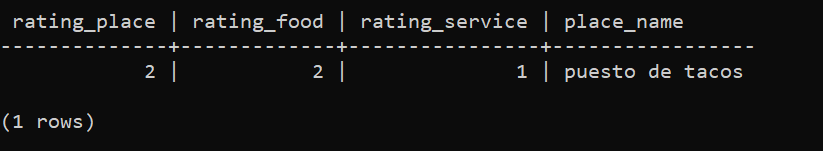 rating_place | rating_food | rating_service | place_name
--------------+-------------+----------------+-----------------
            2 |           2 |              1 | puesto de tacos
(1 rows)